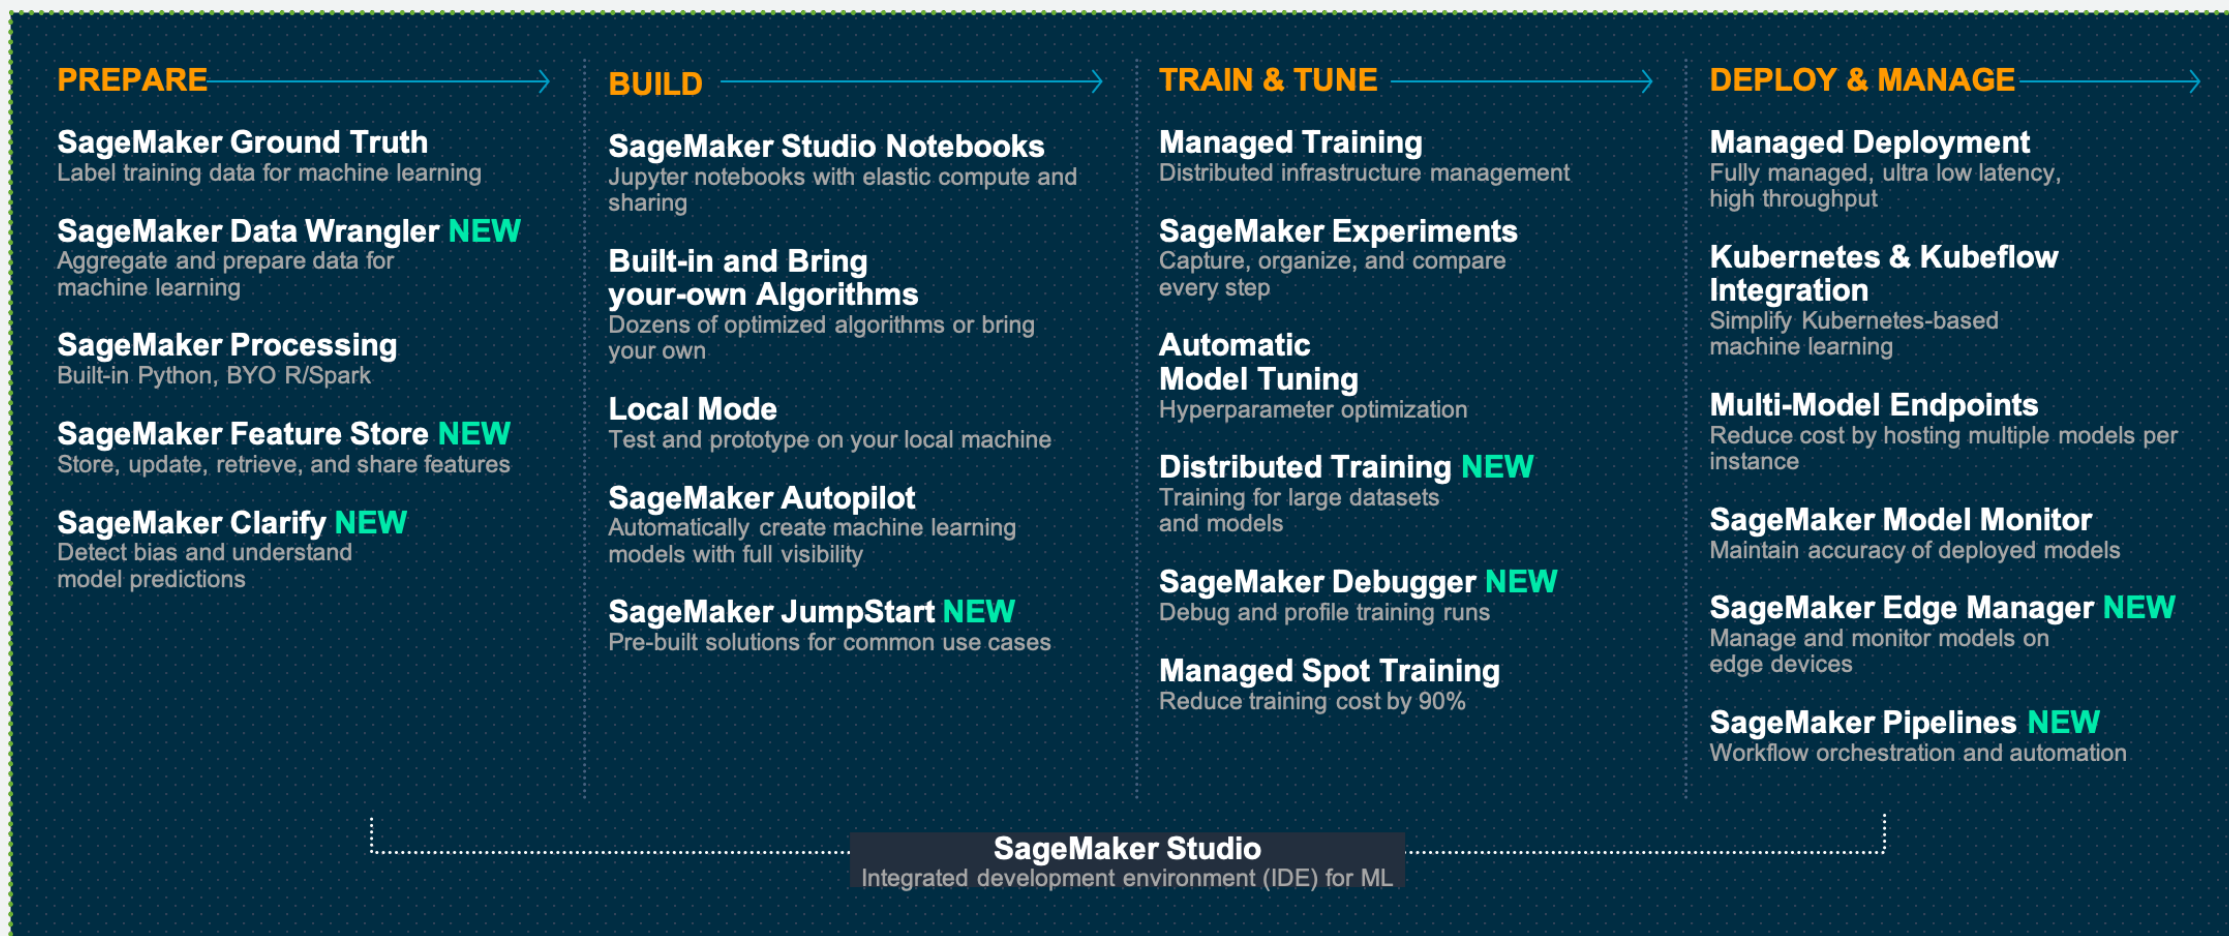 PREPARE
SageMaker Ground Truth
Label training data for machine learning
SageMaker Data Wrangler NEW
Aggregate and prepare data for
machine learning
SageMaker Processing
Built-in Python, BYO R/Spark
SageMaker Feature Store NEW
Store, update, retrieve, and share features
SageMaker Clarify NEW
Detect bias and understand
model predictions
BUILD
SageMaker Studio Notebooks
Jupyter notebooks with elastic compute and
sharing
Built-in and Bring
your-own Algorithms
Dozens of optimized algorithms or bring
your own
Local Mode
Test and prototype on your local machine
SageMaker Autopilot
Automatically create machine learning
models with full visibility
SageMaker JumpStart NEW
Pre-built solutions for common use cases
TRAIN & TUNE
Managed Training
Distributed infrastructure management
SageMaker Experiments
Capture, organize, and compare
every step
Automatic
Model Tuning
Hyperparameter optimization
Distributed Training NEW
Training for large datasets
and models
SageMaker Debugger NEW
Debug and profile training runs
Managed Spot Training
Reduce training cost by 90%
DEPLOY & MANAGE
Managed Deployment
Fully managed, ultra low latency,
high throughput
Kubernetes & Kubeflow
Integration
Simplify Kubernetes-based
machine learning
Multi-Model Endpoints
Reduce cost by hosting multiple models per
instance
SageMaker Model Monitor
Maintain accuracy of deployed models
SageMaker Edge Manager NEW
Manage and monitor models on
edge devices
SageMaker Pipelines NEW
Workflow orchestration and automation
SageMaker Studio
Integrated development environment (IDE) for ML